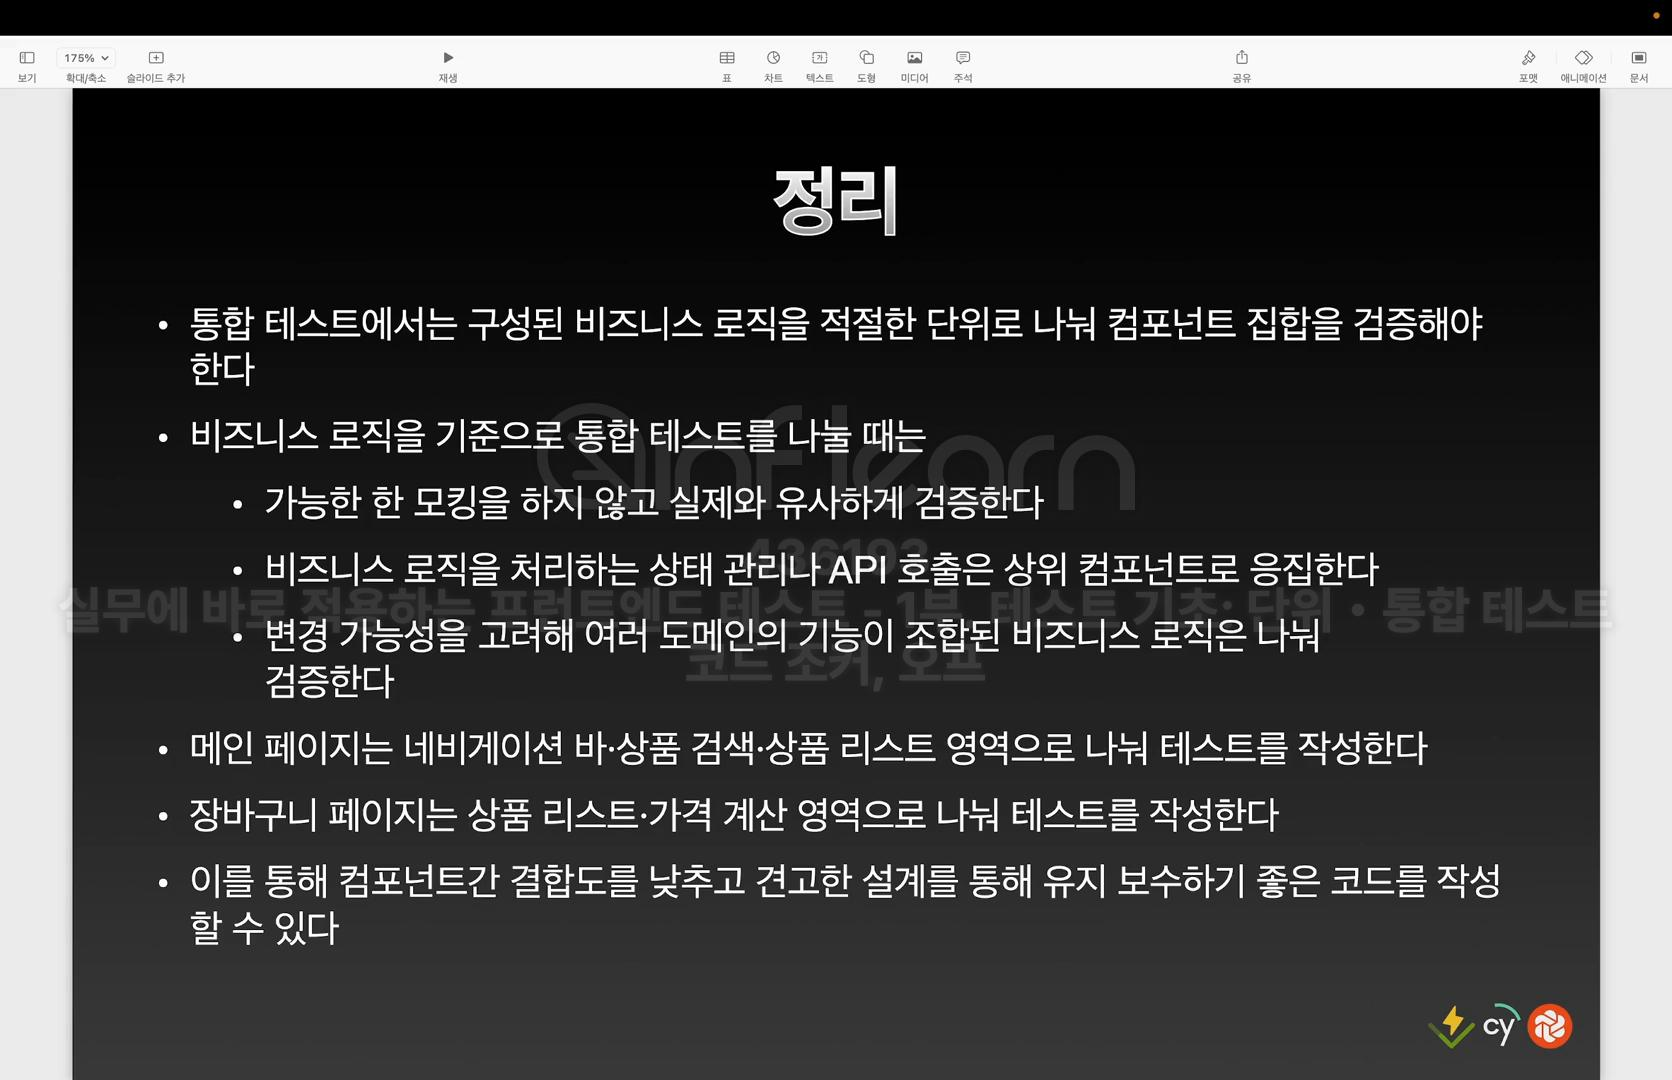 175%
보기
확대/축소
슬라이드 추가
재생
표
차트
텍스트
도형
미디어
주석
공유
포맷
애니메이션
문서
정리
• 통합 테스트에서는 구성된 비즈니스 로직을 적절한 단위로 나눠 컴포넌트 집합을 검증해야
한다
• 비즈니스 로직을 기준으로 통합 테스트를 나눌 때는
• 가능한 한 모킹을 하지 않고 실제와 유사하게 검증한다
• 비즈니스 로직을 처리하는 상태 관리나 API 호출은 상위 컴포넌트로 응집한다
• 변경 가능성을 고려해 여러 도메인의 기능이 조합된 비즈니스 로직은 나눠
검증한다
• 메인 페이지는 네비게이션 바·상품 검색·상품 리스트 영역으로 나눠 테스트를 작성한다
• 장바구니 페이지는 상품 리스트·가격 계산 영역으로 나눠 테스트를 작성한다
• 이를 통해 컴포넌트간 결합도를 낮추고 견고한 설계를 통해 유지 보수하기 좋은 코드를 작성
할 수 있다
inflearn
436193
실무에 바로 적용하는 프런트엔드 테스트 - 1부. 테스트 기초: 단위 • 통합 테스트
코드 조커, 오프
cy